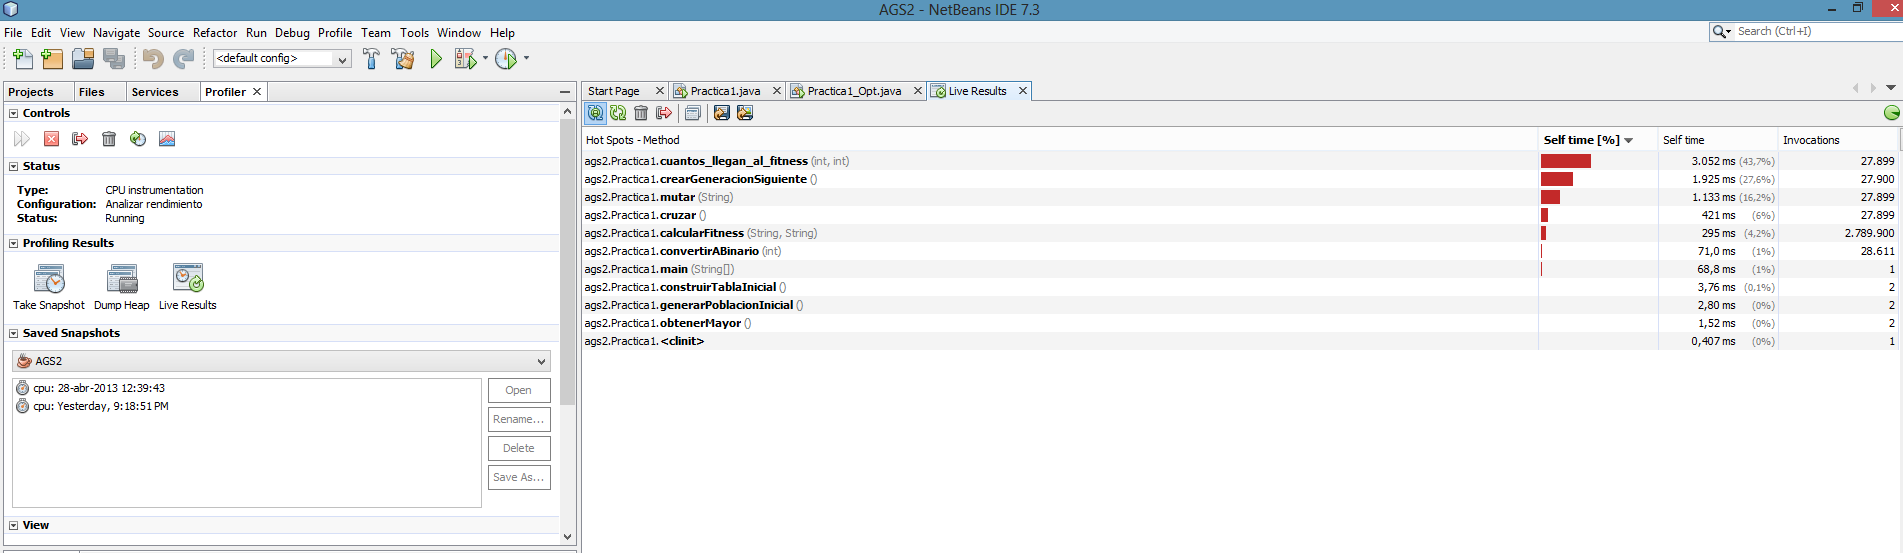 AGS2 - NetBeans IDE 7.3
File Edit View Navigate Source Refactor Run Debug Profile Team Tools Window Help
Search (Ctrl+I)
<default config>
Projects Files Services Profiler
Controls
Status
Type: CPU instrumentation
Configuration: Analizar rendimiento
Status: Running
Profiling Results
Take Snapshot Dump Heap Live Results
Saved Snapshots
AGS2
cpu: 28-abr-2013 12:39:43
cpu: Yesterday, 9:18:51 PM
Open
Rename...
Delete
Save As...
View
Start Page Practica1.java Practica1_Opt.java Live Results
Hot Spots - Method Self time [%] Self time Invocations
ags2.Practica1.cuantos_llegan_al_fitness (int, int) 3.052 ms (43,7%) 27.899
ags2.Practica1.crearGeneracionSiguiente () 1.925 ms (27,6%) 27.900
ags2.Practica1.mutar (String) 1.133 ms (16,2%) 27.899
ags2.Practica1.cruzar () 421 ms (6%) 27.899
ags2.Practica1.calcularFitness (String, String) 295 ms (4,2%) 2.789.900
ags2.Practica1.convertirABinario (int) 71,0 ms (1%) 28.611
ags2.Practica1.main (String[]) 68,8 ms (1%) 1
ags2.Practica1.construirTablaInicial () 3,76 ms (0,1%) 2
ags2.Practica1.generarPoblacionInicial () 2,80 ms (0%) 2
ags2.Practica1.obtenerMayor () 1,52 ms (0%) 2
ags2.Practica1.<clinit> 0,407 ms (0%) 1